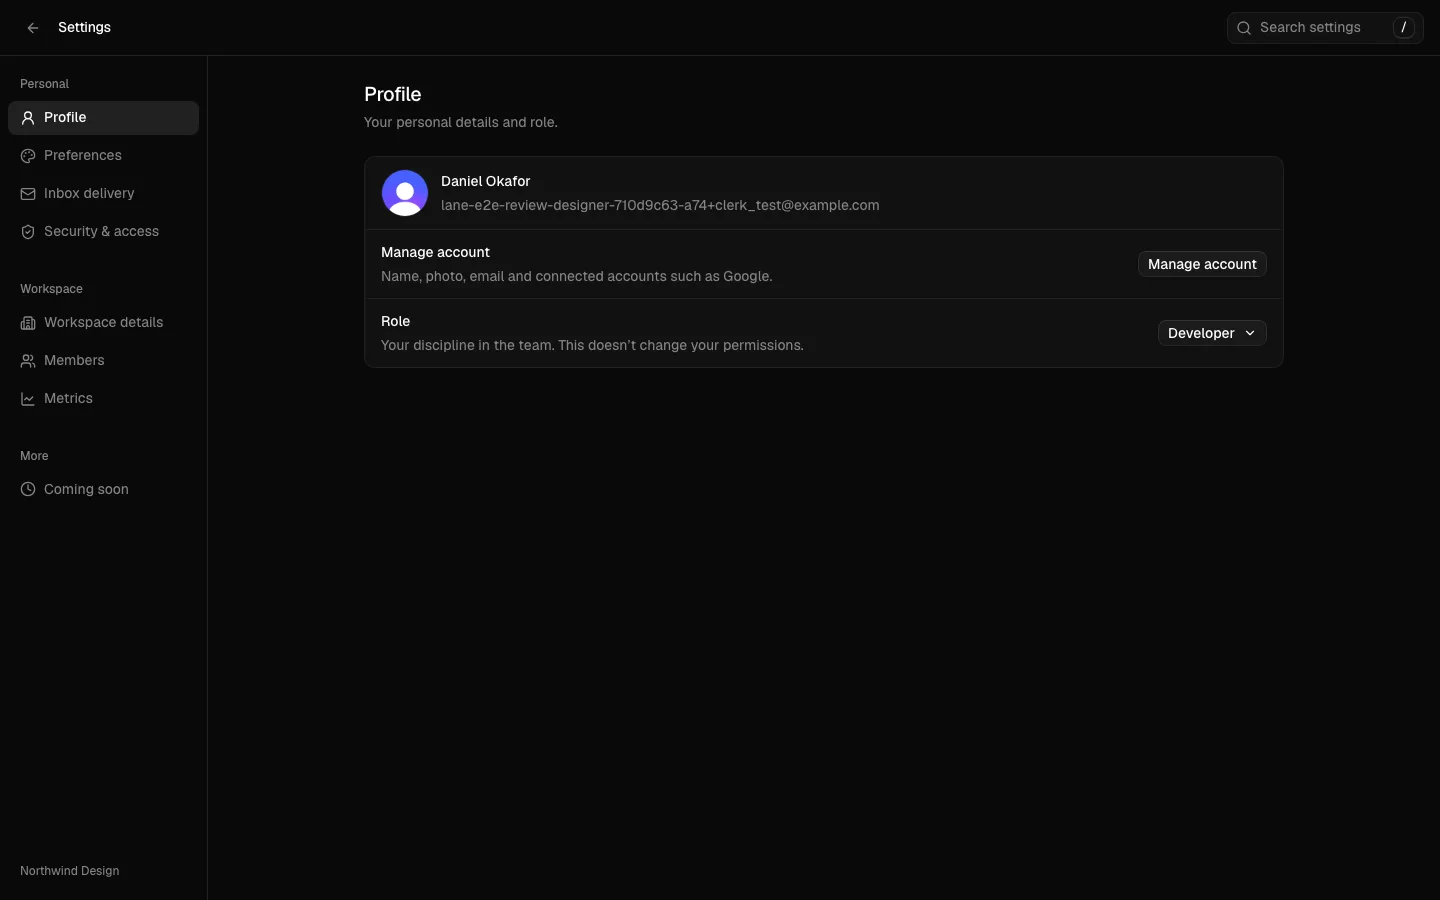 Settings
Search settings
/
Personal
Profile
Preferences
Inbox delivery
Security & access
Workspace
Workspace details
Members
Metrics
More
Coming soon
Northwind Design
Profile
Your personal details and role.
Daniel Okafor
lane-e2e-review-designer-710d9c63-a74+clerk_test@example.com
Manage account
Name, photo, email and connected accounts such as Google.
Manage account
Role
Your discipline in the team. This doesn’t change your permissions.
Developer